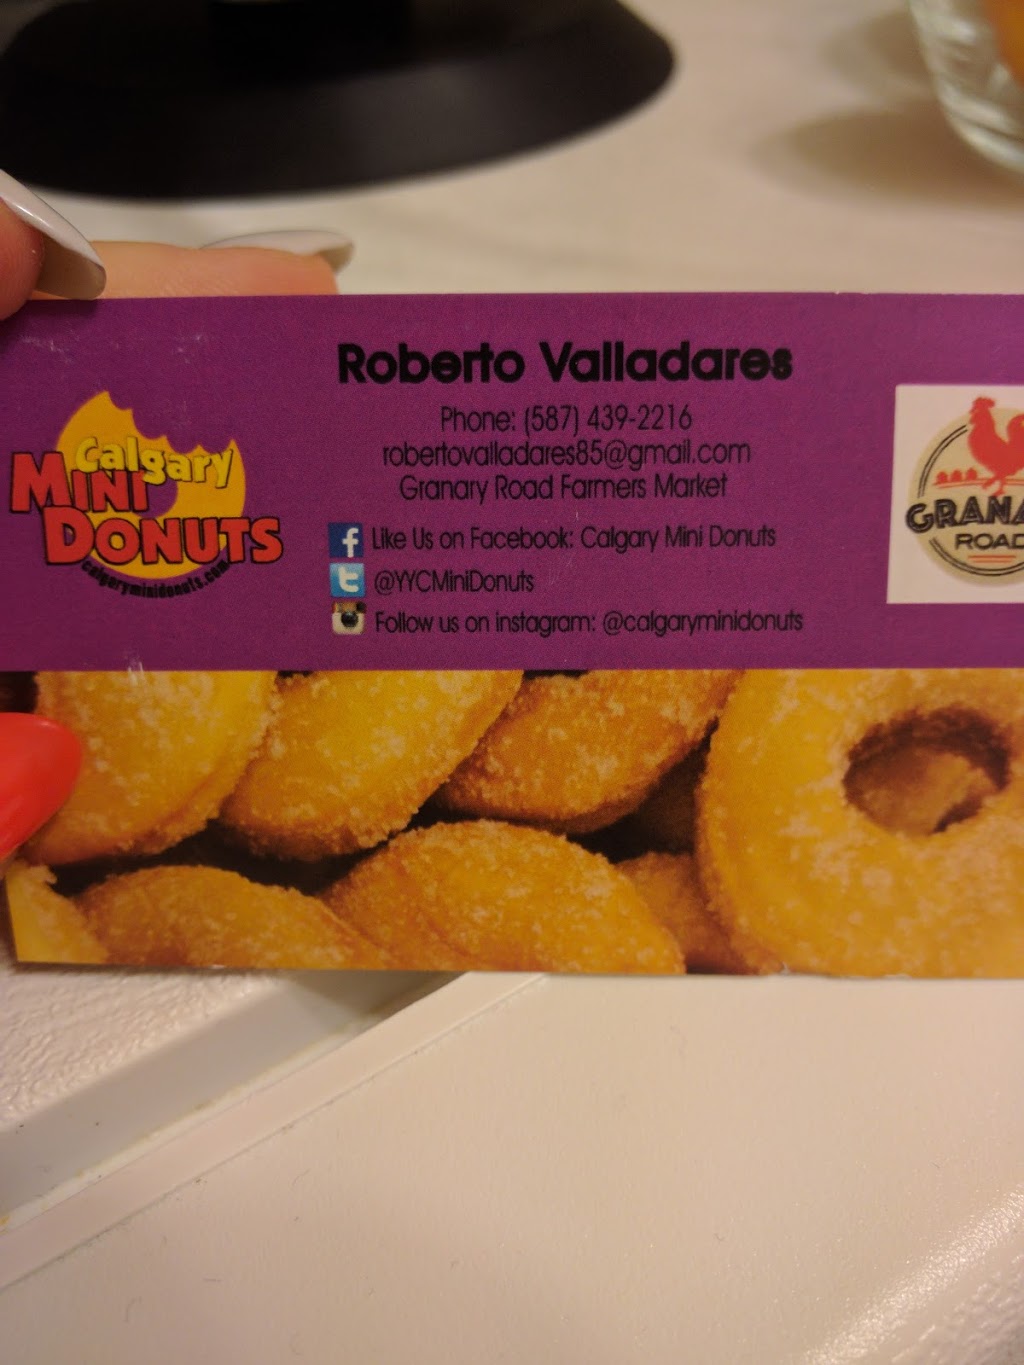 Roberto Valladares
Phone: (587) 439-2216
robertovalladares85@gmail.com
Granary Road Farmers Market
f Like Us on Facebook: Calgary Mini Donuts
t @YYCMiniDonuts
Follow us on instagram: @calgaryminidonuts
Calgary
MINI
DONUTS
calgaryminidonuts.com
GRANA
ROAD